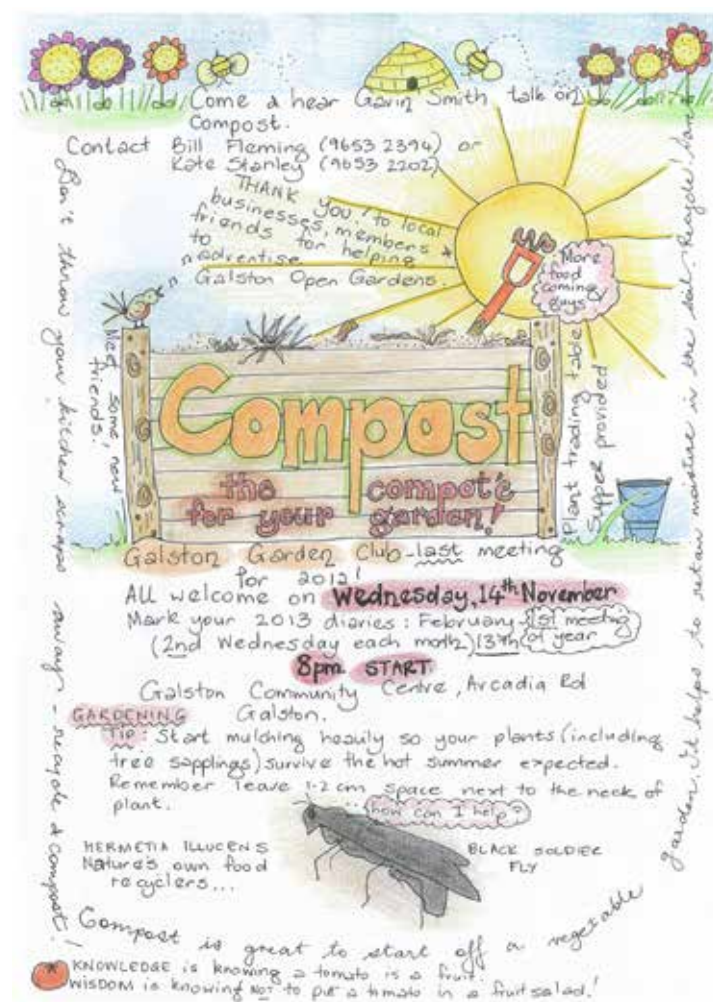 Come a hear Gavin Smith talk on
Compost.
Contact Bill Fleming (9653 2394) or
Kate Stanley (9653 2202)
THANK YOU! to local
businesses, members *
friends for helping
to
advertise
Galston Open Gardens.
More
food
coming
guys
Meet some new
friends!
Compost
the compot's
for your garden!
Plant trading table
Supper provided
Galston Garden Club - last meeting
for 2012!
All welcome on Wednesday, 14th November
Mark your 2013 diaries: February 1st meeting
(2nd Wednesday each moth) 13th of year
8pm START
Galston Community Centre, Arcadia Rd
Galston.
GARDENING
TIP: Start mulching heavily so your plants (including
tree sapplings) survive the hot summer expected.
Remember leave 1-2 cm space next to the neck of
plant.
how can I help?
HERMETIA ILLUCENS
Nature's own food
recyclers...
BLACK SOLDIER
FLY
Don't throw your kitchen scraps away - recycle & compost!
Compost is great to start off a vegetable
garden. It helps to retain moisture in the soil. Recycle!
KNOWLEDGE is knowing a tomato is a fruit.
WISDOM is knowing NOT to put a tomato in a fruit salad!